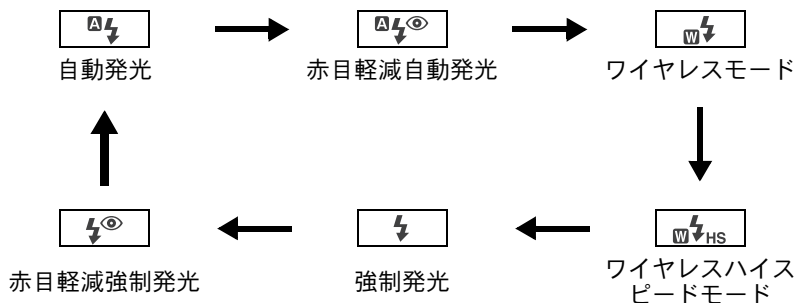 A
A
W
自動発光
赤目軽減自動発光
ワイヤレスモード
W HS
赤目軽減強制発光
強制発光
ワイヤレスハイス
ピードモード